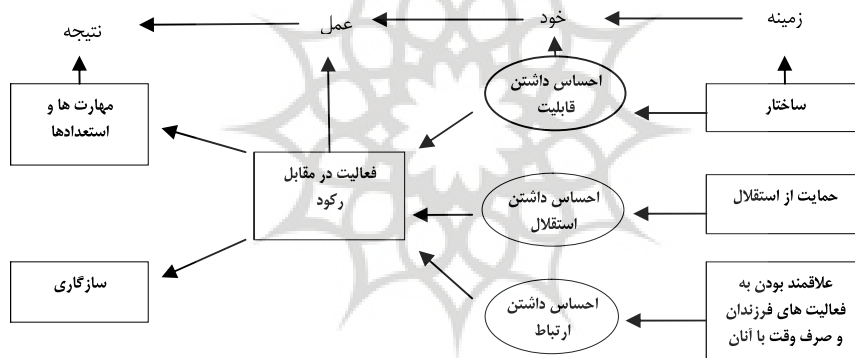 زمینه
خود
عمل
نتیجه
ساختار
احساس داشتن
قابلیت
مهارت ها و
استعدادها
فعالیت در مقابل
رکود
حمایت از استقلال
احساس داشتن
استقلال
علاقمند بودن به
فعالیت های فرزندان
و صرف وقت با آنان
احساس داشتن
ارتباط
سازگاری